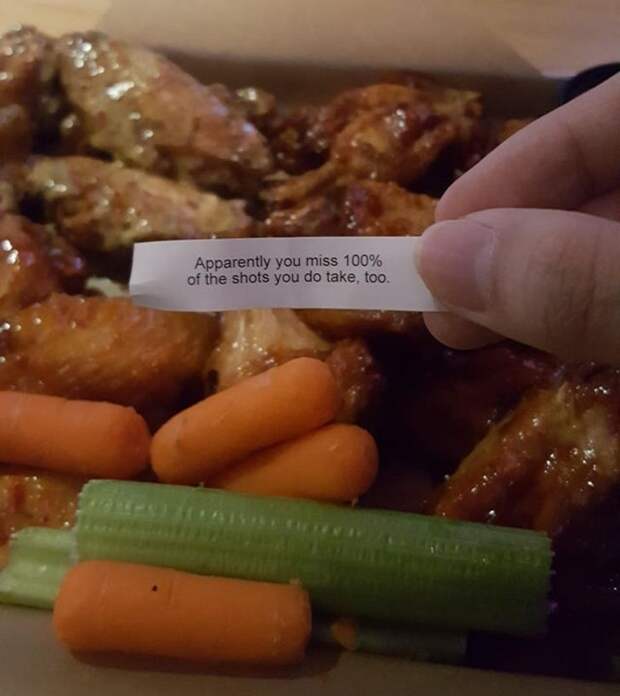 Apparently you miss 100%
of the shots you do take, too.